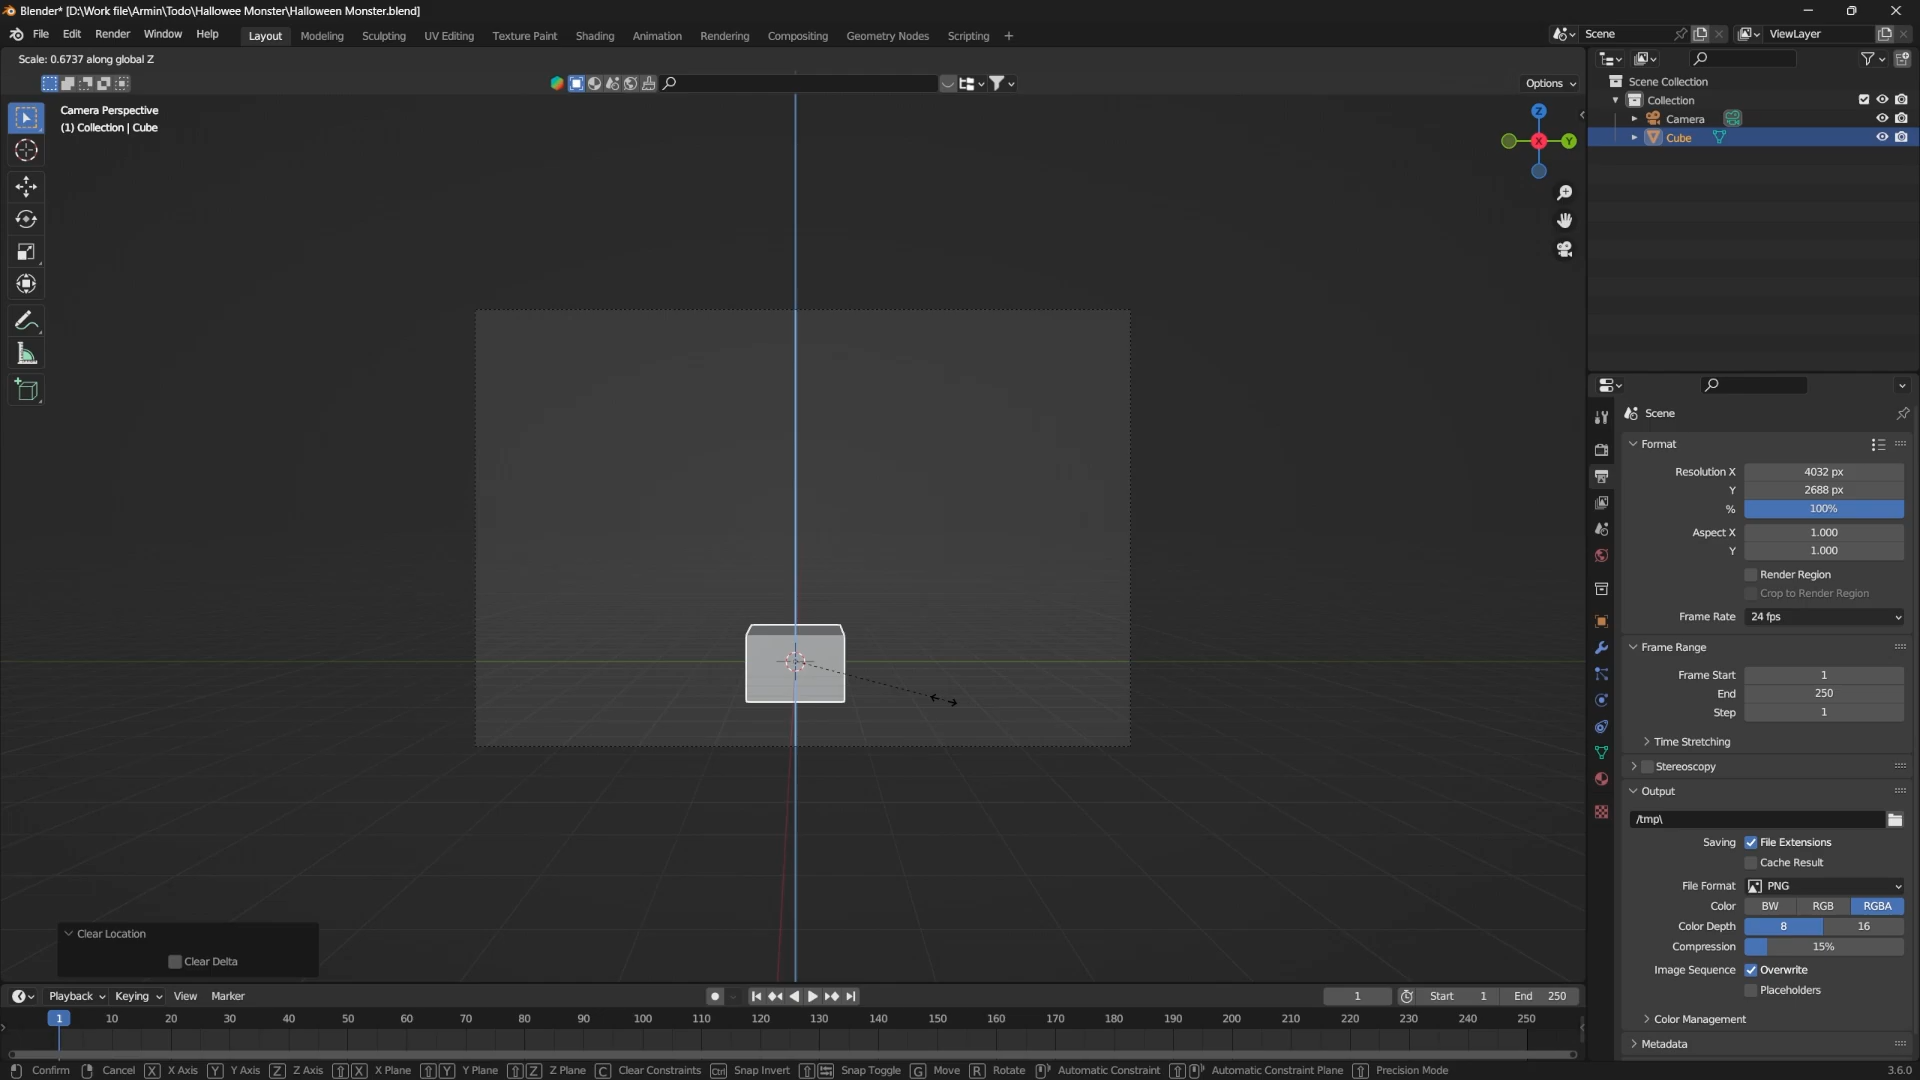 Blender* [D:\Work file\Armin\Todo\Hallowee Monster\Halloween Monster.blend]
File Edit Render Window Help Layout Modeling Sculpting UV Editing Texture Paint Shading Animation Rendering Compositing Geometry Nodes Scripting + Scene ViewLayer
Scale: 0.6737 along global Z
Options
Camera Perspective
(1) Collection | Cube
Z
X
Y
Scene Collection
Collection
Camera
Cube
Scene
Format
Resolution X 4032 px
Y 2688 px
% 100%
Aspect X 1.000
Y 1.000
Render Region
Crop to Render Region
Frame Rate 24 fps
Frame Range
Frame Start 1
End 250
Step 1
Time Stretching
Stereoscopy
Output
/tmp\
Saving File Extensions
Cache Result
File Format PNG
Color BW RGB RGBA
Color Depth 8 16
Compression 15%
Image Sequence Overwrite
Placeholders
Color Management
Metadata
Clear Location
Clear Delta
Playback Keying View Marker 1 Start 1 End 250
1 10 20 30 40 50 60 70 80 90 100 110 120 130 140 150 160 170 180 190 200 210 220 230 240 250
Confirm Cancel X X Axis Y Y Axis Z Z Axis X X Plane Y Y Plane Z Z Plane C Clear Constraints Ctrl Snap Invert Snap Toggle G Move R Rotate Automatic Constraint Automatic Constraint Plane Precision Mode 3.6.0